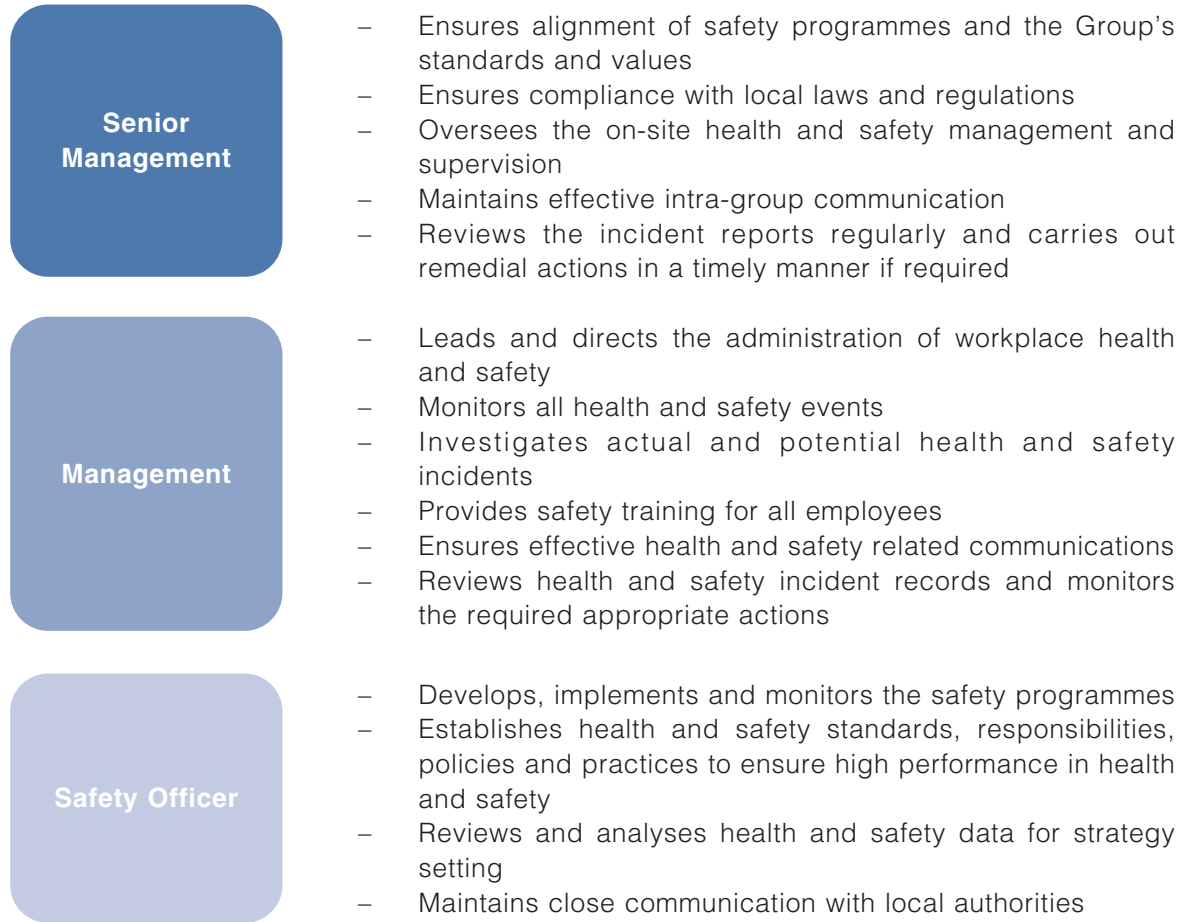 Senior
Management
– Ensures alignment of safety programmes and the Group’s
standards and values
– Ensures compliance with local laws and regulations
– Oversees the on-site health and safety management and
supervision
– Maintains effective intra-group communication
– Reviews the incident reports regularly and carries out
remedial actions in a timely manner if required
Management
– Leads and directs the administration of workplace health
and safety
– Monitors all health and safety events
– Investigates actual and potential health and safety
incidents
– Provides safety training for all employees
– Ensures effective health and safety related communications
– Reviews health and safety incident records and monitors
the required appropriate actions
Safety Officer
– Develops, implements and monitors the safety programmes
– Establishes health and safety standards, responsibilities,
policies and practices to ensure high performance in health
and safety
– Reviews and analyses health and safety data for strategy
setting
– Maintains close communication with local authorities